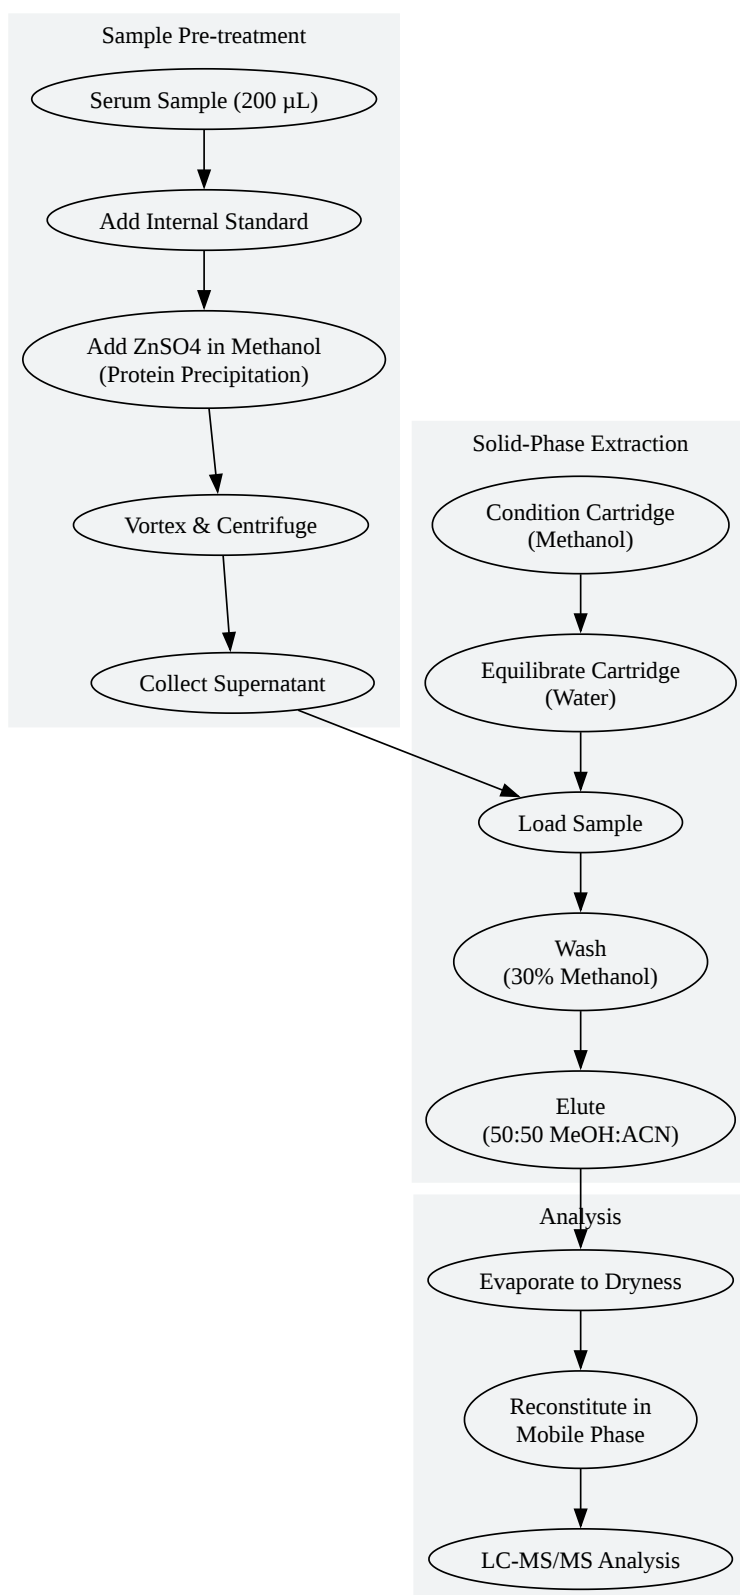 Sample Pre-treatment
Serum Sample (200 µL)
Add Internal Standard
Add ZnSO4 in Methanol
(Protein Precipitation)
Vortex & Centrifuge
Collect Supernatant
Solid-Phase Extraction
Condition Cartridge
(Methanol)
Equilibrate Cartridge
(Water)
Load Sample
Wash
(30% Methanol)
Elute
(50:50 MeOH:ACN)
Analysis
Evaporate to Dryness
Reconstitute in
Mobile Phase
LC-MS/MS Analysis